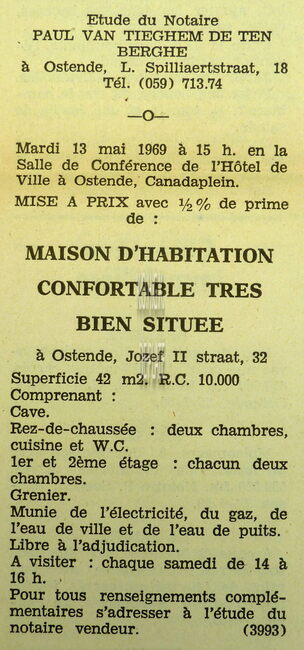 Etude du Notaire
PAUL VAN TIEGHEM DE TEN
BERGHE
à Ostende, L. Spilliaertstraat, 18
Tél. (059) 713.74
—O—
Mardi 13 mai 1969 à 15 h. en la
Salle de Conférence de l'Hôtel de
Ville à Ostende, Canadaplein.
MISE A PRIX avec ½% de prime
de :
MAISON D'HABITATION
CONFORTABLE TRES
BIEN SITUEE
à Ostende, Jozef II straat, 32
Superficie 42 m2. R.C. 10.000
Comprenant :
Cave.
Rez-de-chaussée : deux chambres,
cuisine et W.C.
1er et 2ème étage : chacun deux
chambres.
Grenier.
Munie de l'électricité, du gaz, de
l'eau de ville et de l'eau de puits.
Libre à l'adjudication.
A visiter : chaque samedi de 14 à
16 h.
Pour tous renseignements complé-
mentaires s'adresser à l'étude du
notaire vendeur. (3993)